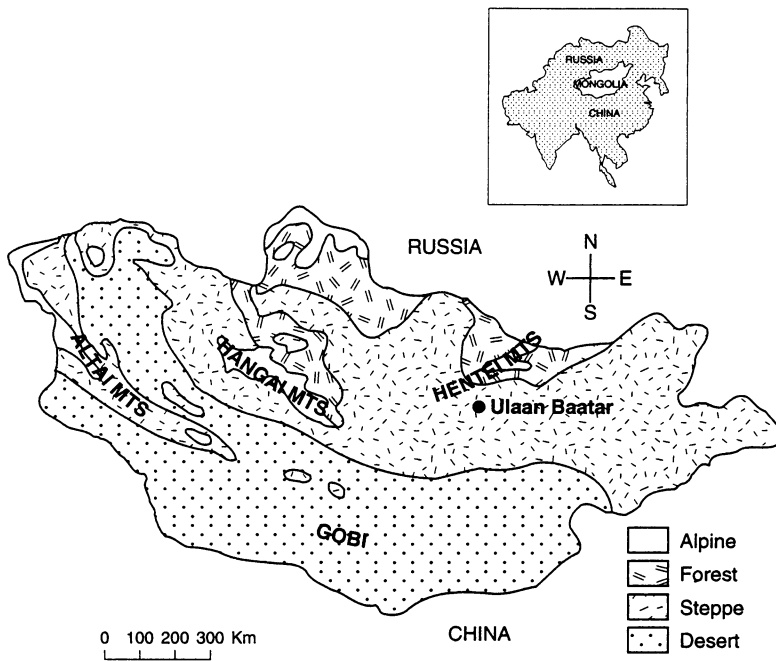 RUSSIA
MONGOLIA
CHINA
RUSSIA
N
W E
S
ALTAI MTS
HANGAI MTS
HENTEI MTS
Ulaan Baatar
GOBI
Alpine
Forest
Steppe
Desert
0 100 200 300 Km
CHINA